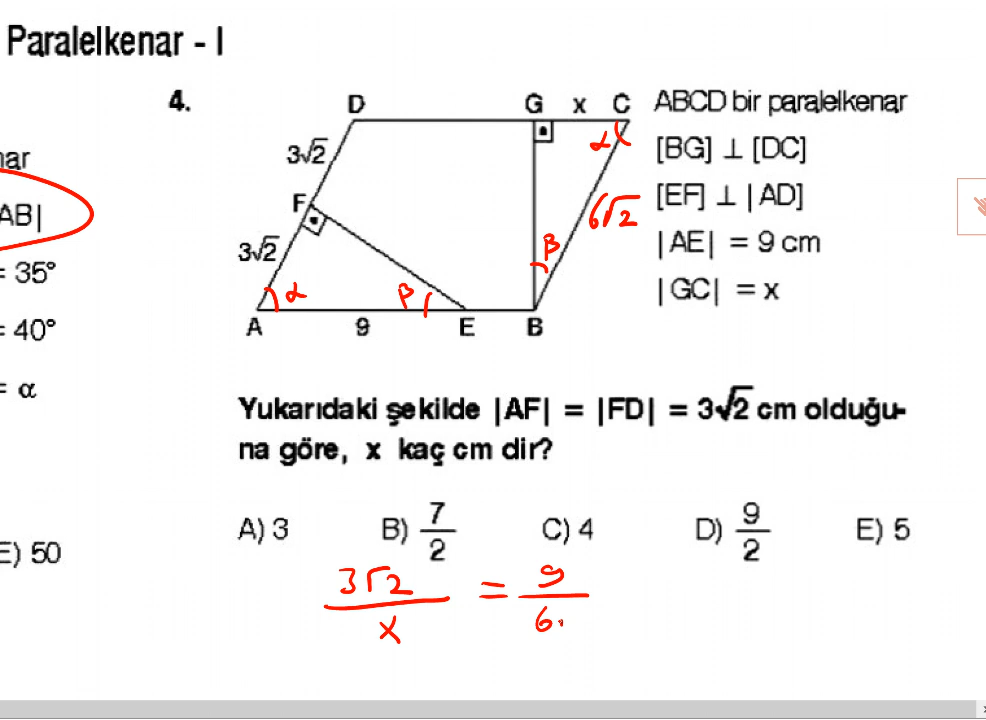 Paralelkenar - I
nar
AB|
= 35°
= 40°
= α
E) 50
4.
D G x C
3√2
F
3√2
α
6√2
β
α β
A 9 E B
ABCD bir paralelkenar
[BG] ⊥ [DC]
[EF] ⊥ |AD]
|AE| = 9 cm
|GC| = x
Yukarıdaki şekilde |AF| = |FD| = 3√2 cm olduğu-
na göre, x kaç cm dir?
A) 3 B) 7/2 C) 4 D) 9/2 E) 5
3√2/x = 9/6